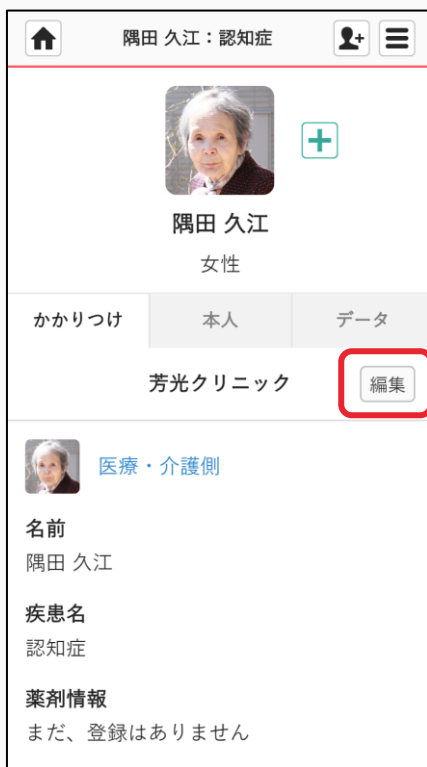 隅田 久江：認知症
隅田 久江
女性
かかりつけ 本人 データ
芳光クリニック 編集
医療・介護側
名前
隅田 久江
疾患名
認知症
薬剤情報
まだ、登録はありません